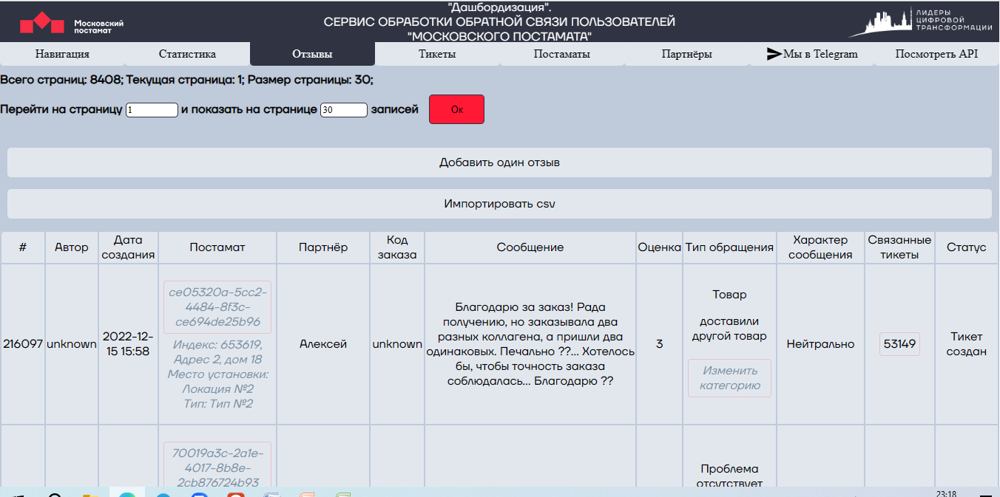 "Дашбордизация".
СЕРВИС ОБРАБОТКИ ОБРАТНОЙ СВЯЗИ ПОЛЬЗОВАТЕЛЕЙ
"МОСКОВСКОГО ПОСТАМАТА"
Московский
постамат
ЛИДЕРЫ
ЦИФРОВОЙ
ТРАНСФОРМАЦИИ
Навигация Статистика Отзывы Тикеты Постаматы Партнёры Мы в Telegram Посмотреть API
Всего страниц: 8408; Текущая страница: 1; Размер страницы: 30;
Перейти на страницу 1 и показать на странице 30 записей Ок
Добавить один отзыв
Импортировать csv
# Автор Дата создания Постамат Партнёр Код заказа Сообщение Оценка Тип обращения Характер сообщения Связанные тикеты Статус
216097
unknown
2022-12-
15 15:58
ce05320a-5cc2-
4484-8f3c-
ce694de25b96
Индекс: 653619,
Адрес 2, дом 18
Место установки:
Локация №2
Тип: Тип №2
Алексей
unknown
Благодарю за заказ! Рада
получению, но заказывала два
разных коллагена, а пришли два
одинаковых. Печально ??... Хотелось
бы, чтобы точность заказа
соблюдалась... Благодарю ??
3
Товар
доставили
другой товар
Изменить
категорию
Нейтрально
53149
Тикет
создан
70019a3c-2a1e-
4017-8b8e-
2cb876724b93
Проблема
отсутствует
23:18